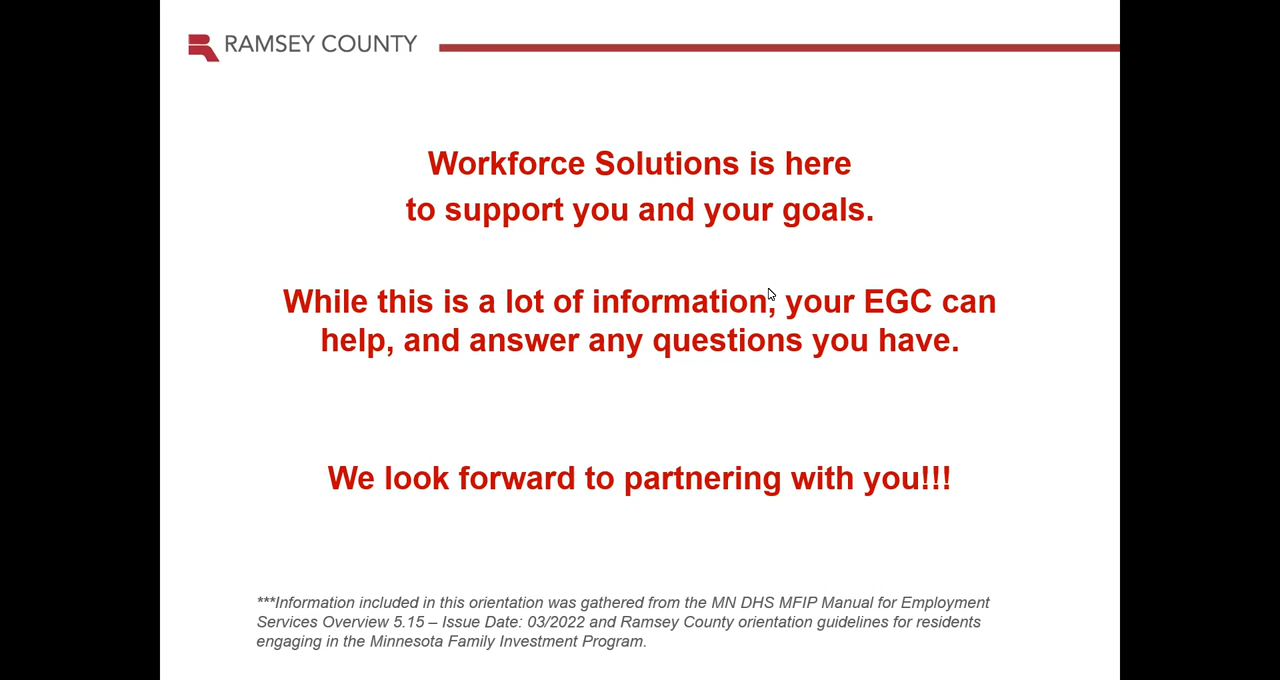 RAMSEY COUNTY
Workforce Solutions is here
to support you and your goals.
While this is a lot of information, your EGC can
help, and answer any questions you have.
We look forward to partnering with you!!!
***Information included in this orientation was gathered from the MN DHS MFIP Manual for Employment
Services Overview 5.15 – Issue Date: 03/2022 and Ramsey County orientation guidelines for residents
engaging in the Minnesota Family Investment Program.